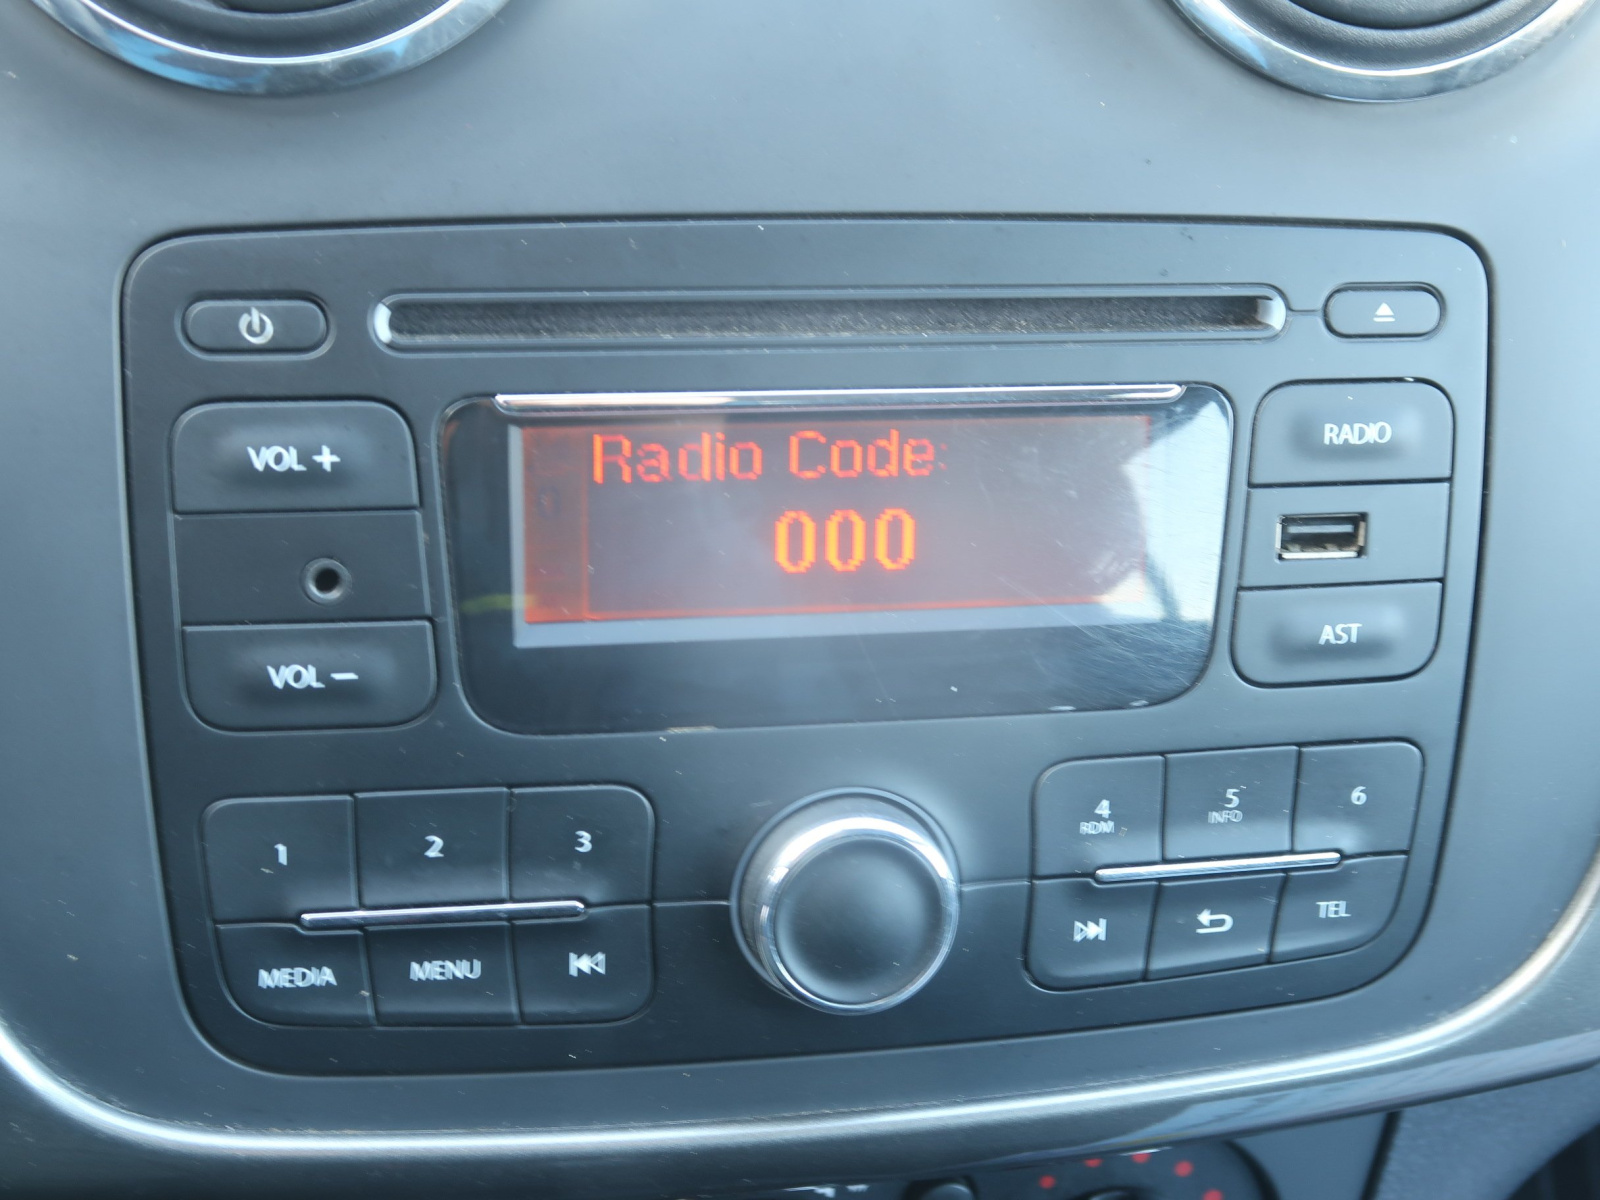 VOL +
Radio Code:
000
RADIO
VOL −
AST
1
2
3
4
RDM
5
INFO
6
MEDIA
MENU
TEL